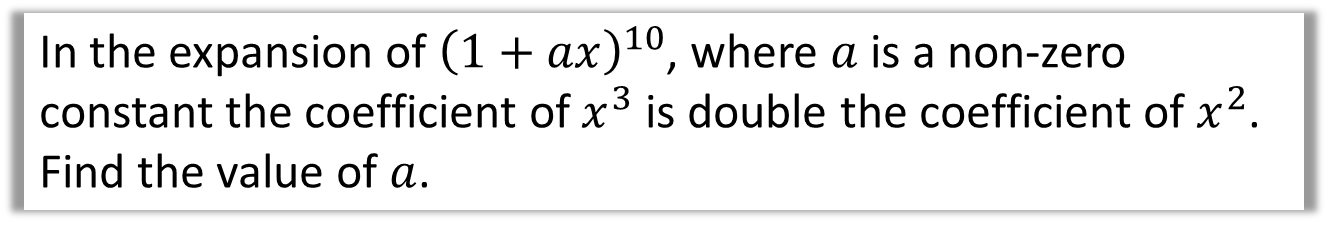 In the expansion of (1 + ax)¹⁰, where a is a non-zero
constant the coefficient of x³ is double the coefficient of x².
Find the value of a.